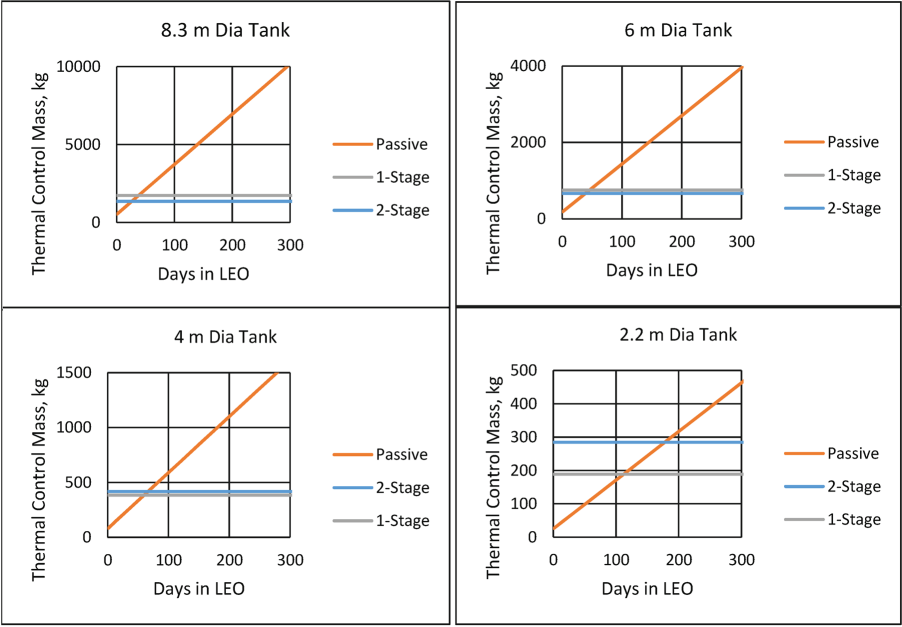 8.3 m Dia Tank
Thermal Control Mass, kg
10000
5000
0
0 100 200 300
Days in LEO
Passive
1-Stage
2-Stage
6 m Dia Tank
Thermal Control Mass, kg
4000
2000
0
0 100 200 300
Days in LEO
Passive
1-Stage
2-Stage
4 m Dia Tank
Thermal Control Mass, kg
1500
1000
500
0
0 100 200 300
Days in LEO
Passive
2-Stage
1-Stage
2.2 m Dia Tank
Thermal Control Mass, kg
500
400
300
200
100
0
0 100 200 300
Days in LEO
Passive
2-Stage
1-Stage